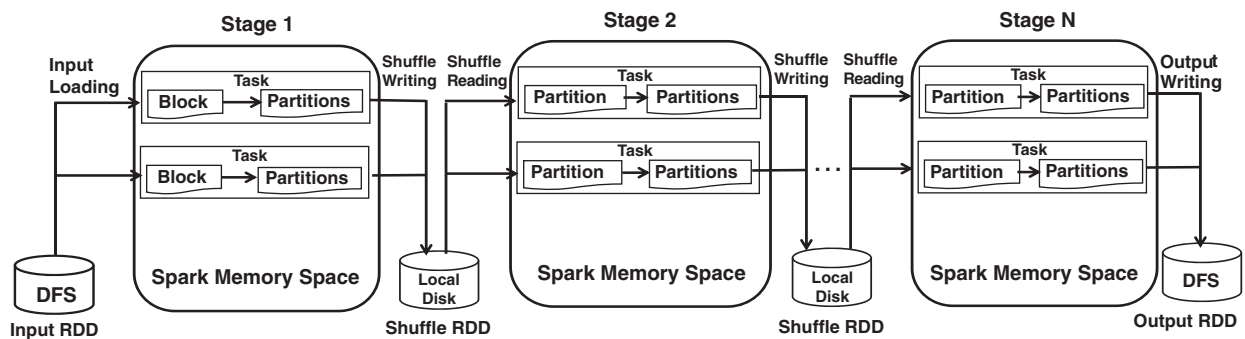 Stage 1
Stage 2
Stage N
Input
Loading
Task
Block
Partitions
Task
Block
Partitions
Spark Memory Space
DFS
Input RDD
Shuffle
Writing
Shuffle
Reading
Local
Disk
Shuffle RDD
Task
Partition
Partitions
Task
Partition
Partitions
Spark Memory Space
Shuffle
Writing
Shuffle
Reading
...
Local
Disk
Shuffle RDD
Task
Partition
Partitions
Task
Partition
Partitions
Spark Memory Space
Output
Writing
DFS
Output RDD